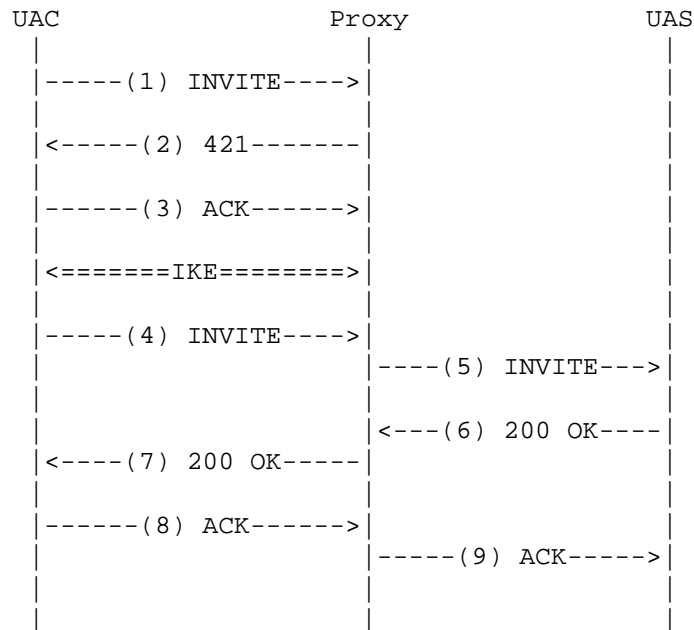 UAC Proxy UAS
|-----(1) INVITE---->|
|<-----(2) 421-------|
|------(3) ACK------>|
|<=======IKE========>|
|-----(4) INVITE---->|
|----(5) INVITE--->|
|<---(6) 200 OK----|
|<----(7) 200 OK-----|
|------(8) ACK------>|
|-----(9) ACK----->|